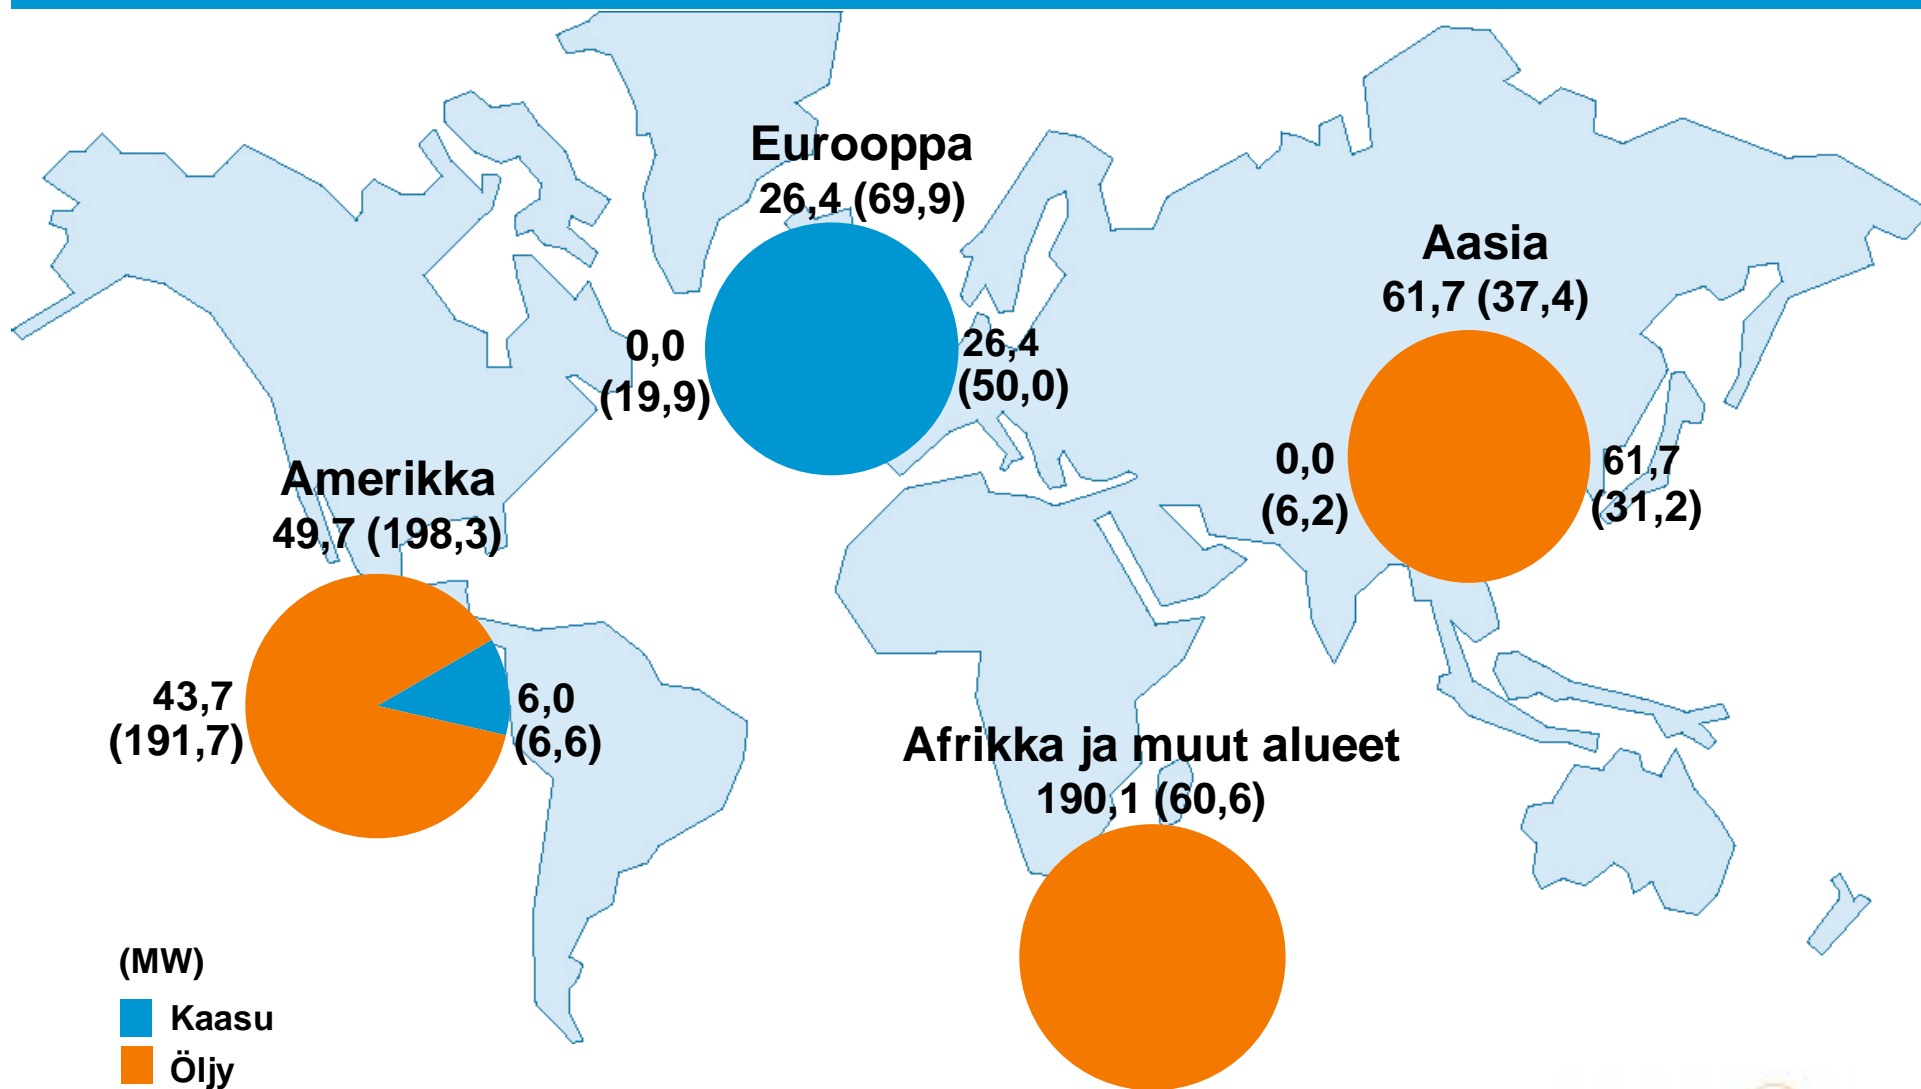 Eurooppa
26,4 (69,9)
0,0
(19,9)
26,4
(50,0)
Aasia
61,7 (37,4)
0,0
(6,2)
61,7
(31,2)
Amerikka
49,7 (198,3)
43,7
(191,7)
6,0
(6,6)
Afrikka ja muut alueet
190,1 (60,6)
(MW)
Kaasu
Öljy